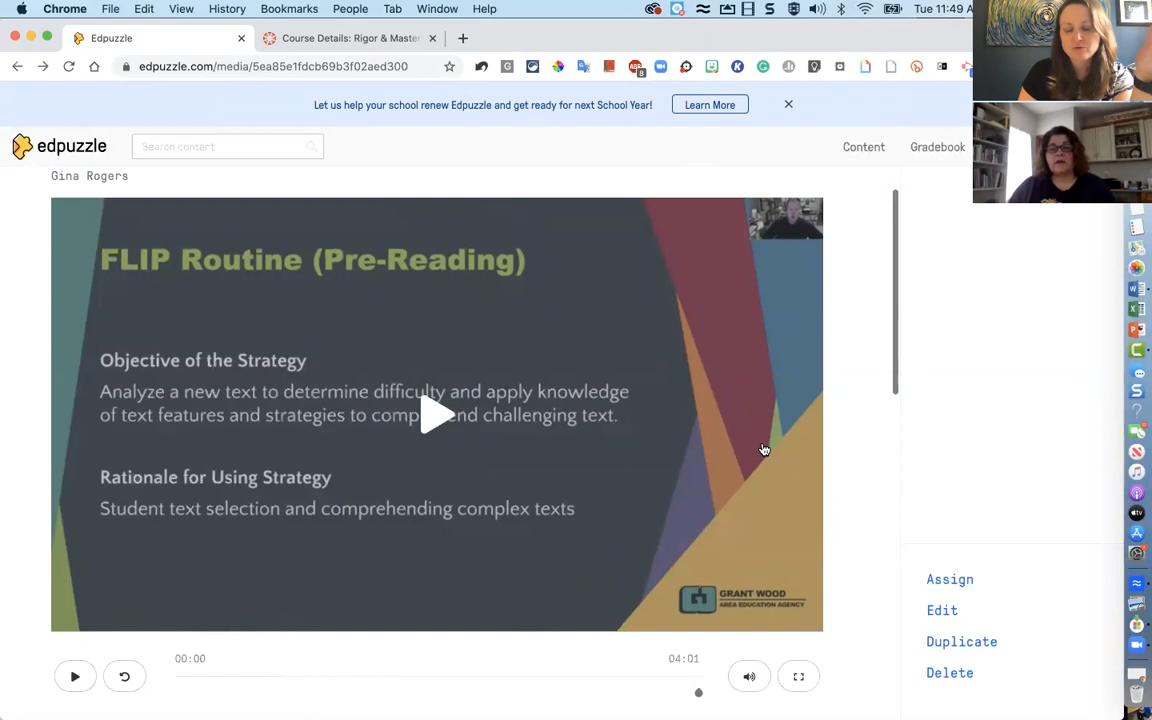 Chrome File Edit View History Bookmarks People Tab Window Help
Tue 11:49 A
Edpuzzle
Course Details: Rigor & Master
edpuzzle.com/media/5ea85e1fdcb69b3f02aed300
Let us help your school renew Edpuzzle and get ready for next School Year!
Learn More
edpuzzle
Search content
Content
Gradebook
Gina Rogers
FLIP Routine (Pre-Reading)
Objective of the Strategy
Analyze a new text to determine difficulty and apply knowledge
of text features and strategies to comp end challenging text.
Rationale for Using Strategy
Student text selection and comprehending complex texts
GRANT WOOD
AREA EDUCATION AGENCY
00:00
04:01
Assign
Edit
Duplicate
Delete